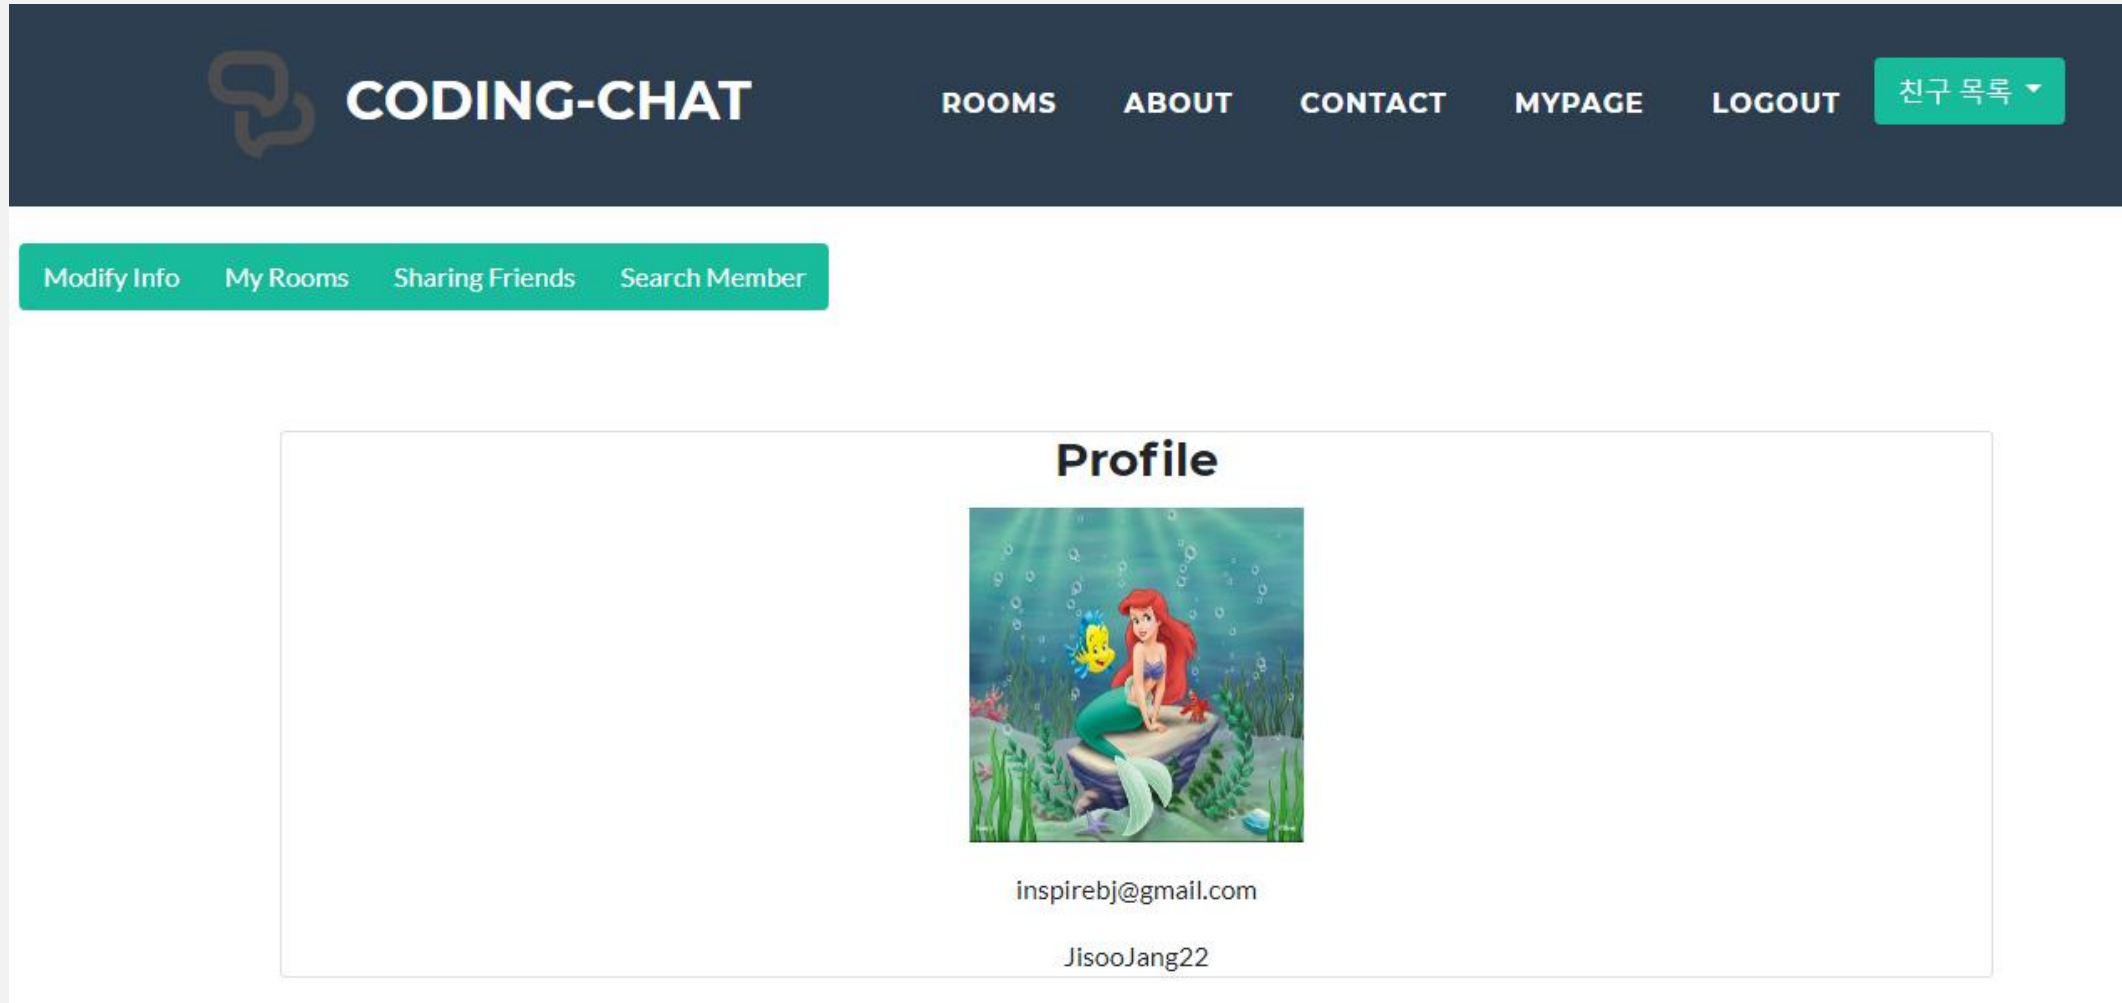 CODING-CHAT ROOMS ABOUT CONTACT MYPAGE LOGOUT 친구 목록
Modify Info My Rooms Sharing Friends Search Member
Profile
inspirebj@gmail.com
JisooJang22